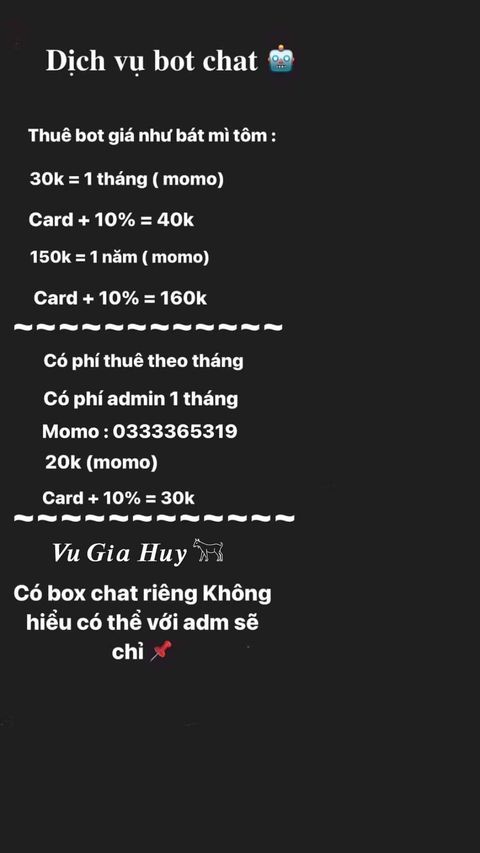 Dịch vụ bot chat 🤖
Thuê bot giá như bát mì tôm :
30k = 1 tháng ( momo)
Card + 10% = 40k
150k = 1 năm ( momo)
Card + 10% = 160k
~~~~~~~~~~~~
Có phí thuê theo tháng
Có phí admin 1 tháng
Momo : 0333365319
20k (momo)
Card + 10% = 30k
~~~~~~~~~~~~~
Vu Gia Huy 𓃶
Có box chat riêng Không
hiểu có thể với adm sẽ
chỉ 📌